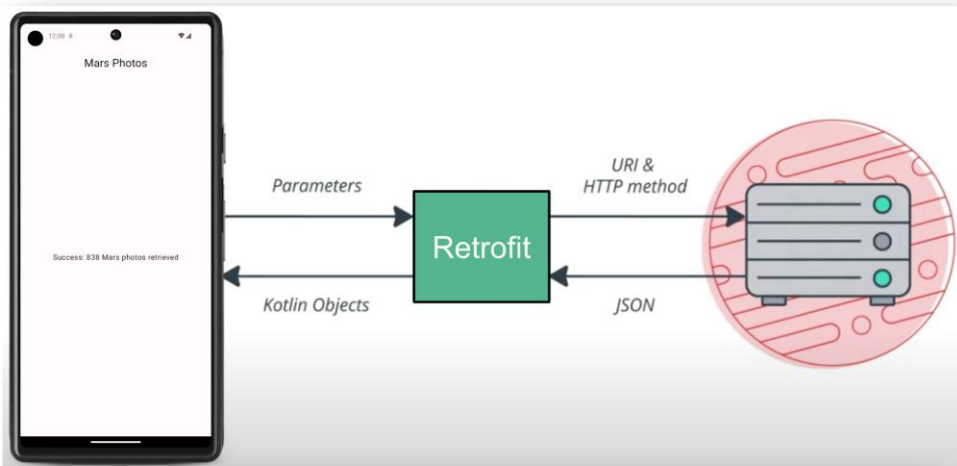 12:00
Mars Photos
Success: 838 Mars photos retrieved
Parameters
Kotlin Objects
Retrofit
URI &
HTTP method
JSON